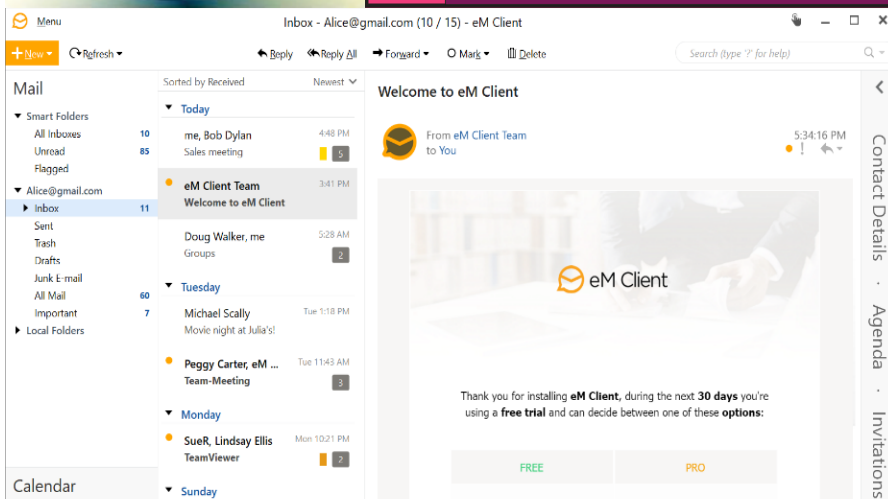 Menu
Inbox - Alice@gmail.com (10 / 15) - eM Client
New
Refresh
Reply
Reply All
Forward
Mark
Delete
Search (type '?' for help)
Mail
Smart Folders
All Inboxes 10
Unread 85
Flagged
Alice@gmail.com
Inbox 11
Sent
Trash
Drafts
Junk E-mail
All Mail 60
Important 7
Local Folders
Calendar
Sorted by Received Newest
Today
me, Bob Dylan 4:48 PM
Sales meeting 5
eM Client Team 3:41 PM
Welcome to eM Client
Doug Walker, me 5:28 AM
Groups 2
Tuesday
Michael Scally Tue 1:18 PM
Movie night at Julia's!
Peggy Carter, eM ... Tue 11:43 AM
Team-Meeting 3
Monday
SueR, Lindsay Ellis Mon 10:21 PM
TeamViewer 2
Sunday
Welcome to eM Client
From eM Client Team 5:34:16 PM
to You
eM Client
Thank you for installing eM Client, during the next 30 days you're
using a free trial and can decide between one of these options:
FREE PRO
Contact Details · Agenda · Invitations